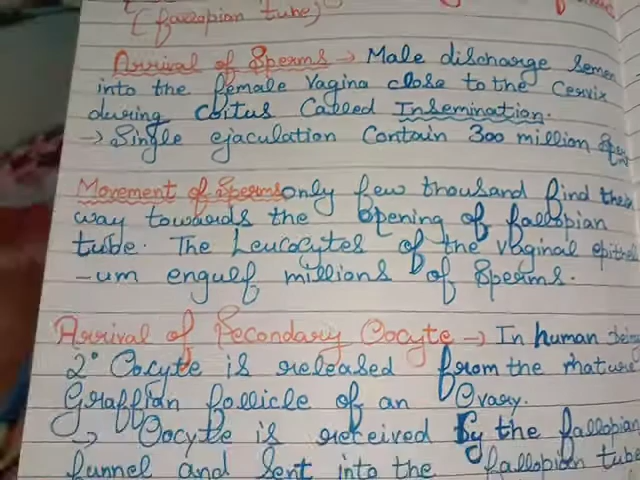 (fallopian tube)
Arrival of Sperms → Male discharge semen
into the female vagina close to the Cervix
during Coitus Called Insemination.
→ Single ejaculation Contain 300 million Sper
Movement of Sperms only few thousand find their
way towards the opening of fallopian
tube. The Leucocytes of the vaginal epithel
-um engulf millions of Sperms.
Arrival of Secondary Oocyte → In human being
2° Oocyte is released from the mature
Graffian follicle of an Ovary.
→ Oocyte is received by the fallopian
funnel and sent into the fallopian tube